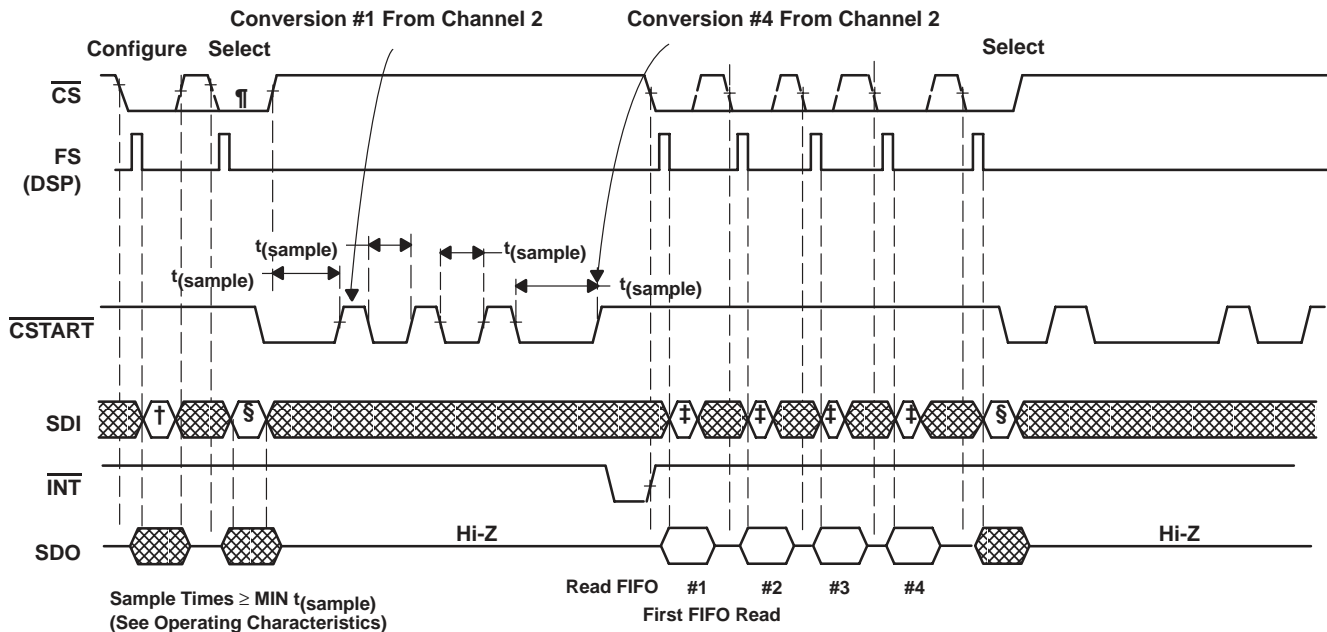 Conversion #1 From Channel 2
Conversion #4 From Channel 2
Configure
Select
Select
CS
¶
FS
(DSP)
t(sample)
t(sample)
t(sample)
t(sample)
CSTART
SDI
†
§
‡
‡
‡
‡
§
INT
SDO
Hi-Z
Hi-Z
Read FIFO
#1
#2
#3
#4
First FIFO Read
Sample Times ≥ MIN t(sample)
(See Operating Characteristics)